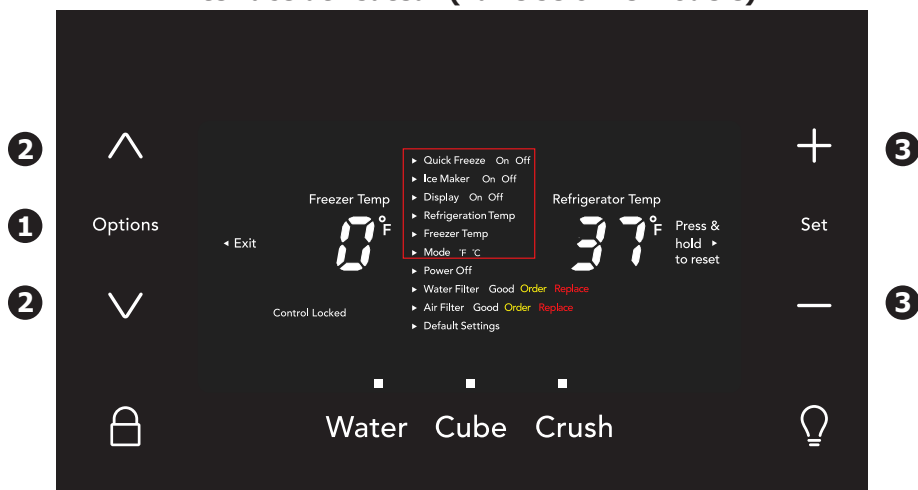 2
3
Quick Freeze On Off
Ice Maker On Off
Freezer Temp
Display On Off
Refrigerator Temp
1
Options
0°F
Refrigeration Temp
37°F
Press &
hold
to reset
Set
Exit
Freezer Temp
Mode °F °C
Power Off
2
Water Filter Good Order Replace
3
Control Locked
Air Filter Good Order Replace
Default Settings
Water Cube Crush